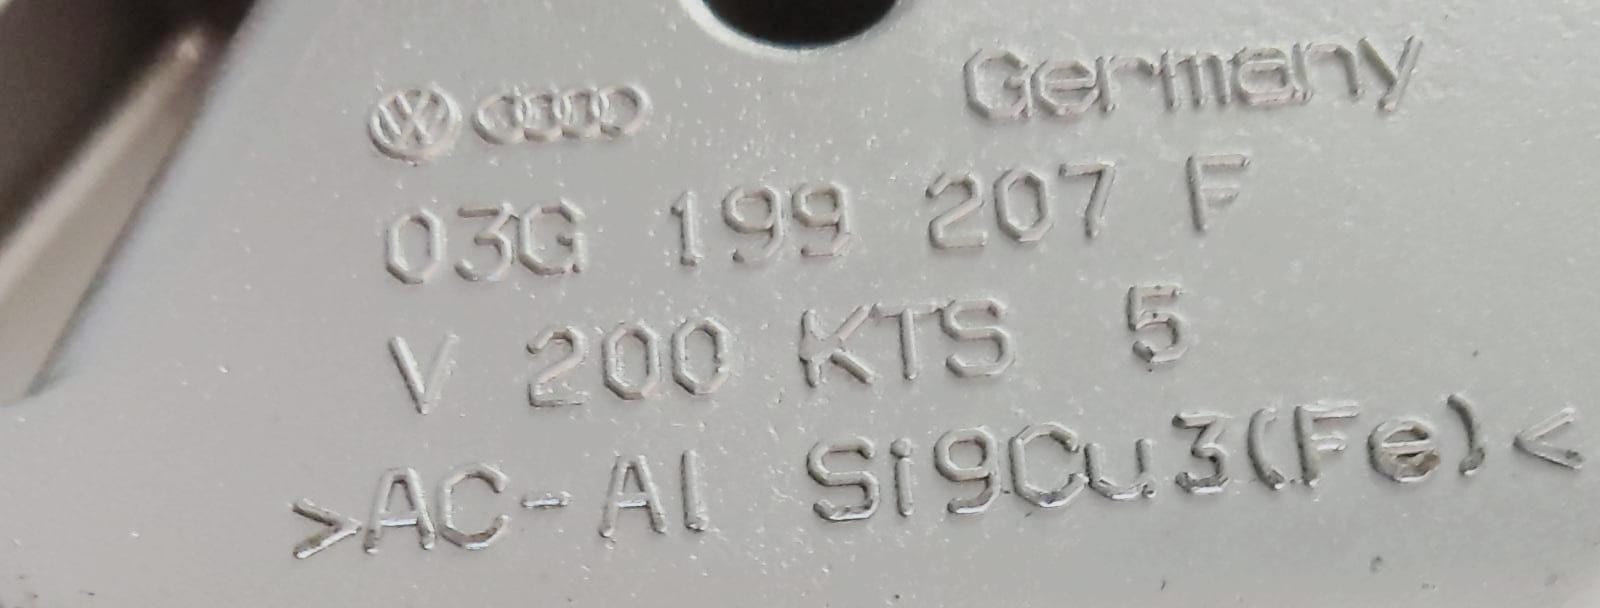 Germany
03G 199 207 F
V 200 KTS 5
>AC-Al Si9Cu3(Fe)<